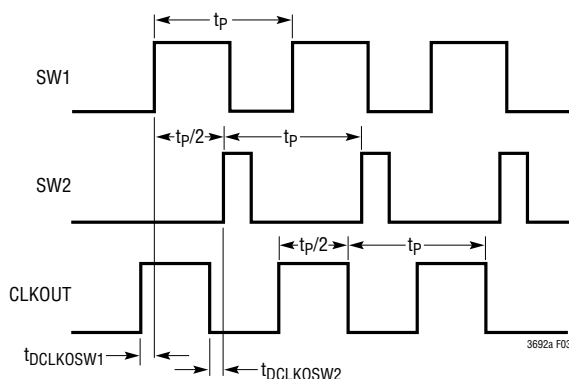 tP
SW1
tP/2 tP
SW2
tP/2 tP
CLKOUT
3692a F03
tDCLKOSW1 tDCLKOSW2